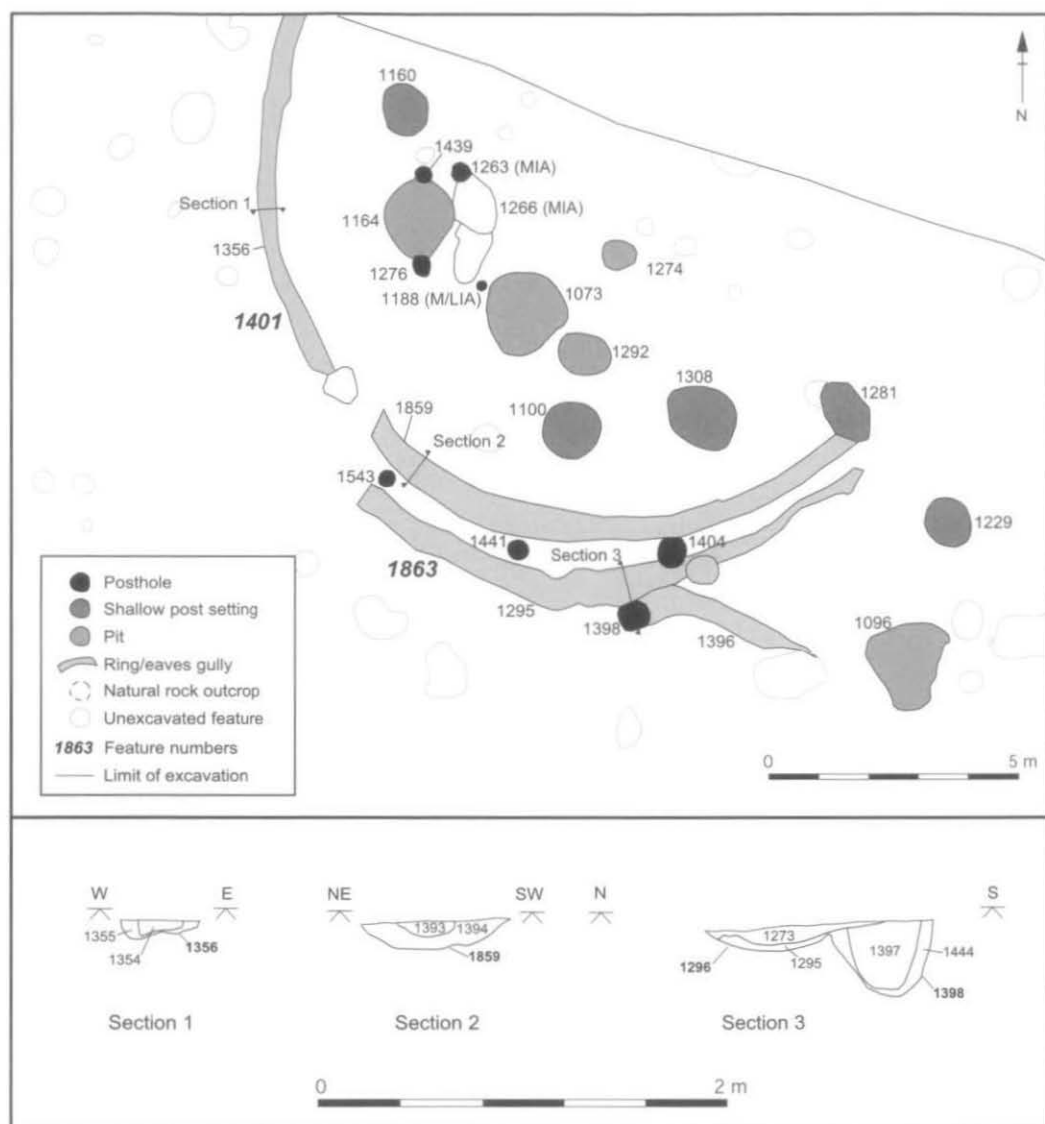 1160
N
1439
1263 (MIA)
Section 1
1266 (MIA)
1164
1356
1276
1274
1188 (M/LIA)
1073
1401
1292
1308
1281
1859
1100
Section 2
1543
1229
1441
1404
Section 3
1863
1295
1398
1396
1096
Posthole
Shallow post setting
Pit
Ring/eaves gully
Natural rock outcrop
Unexcavated feature
1863 Feature numbers
Limit of excavation
0 5 m
W E NE SW N S
1355
1354
1356
1393 1394
1859
1273
1296
1295
1397
1444
1398
Section 1 Section 2 Section 3
0 2 m